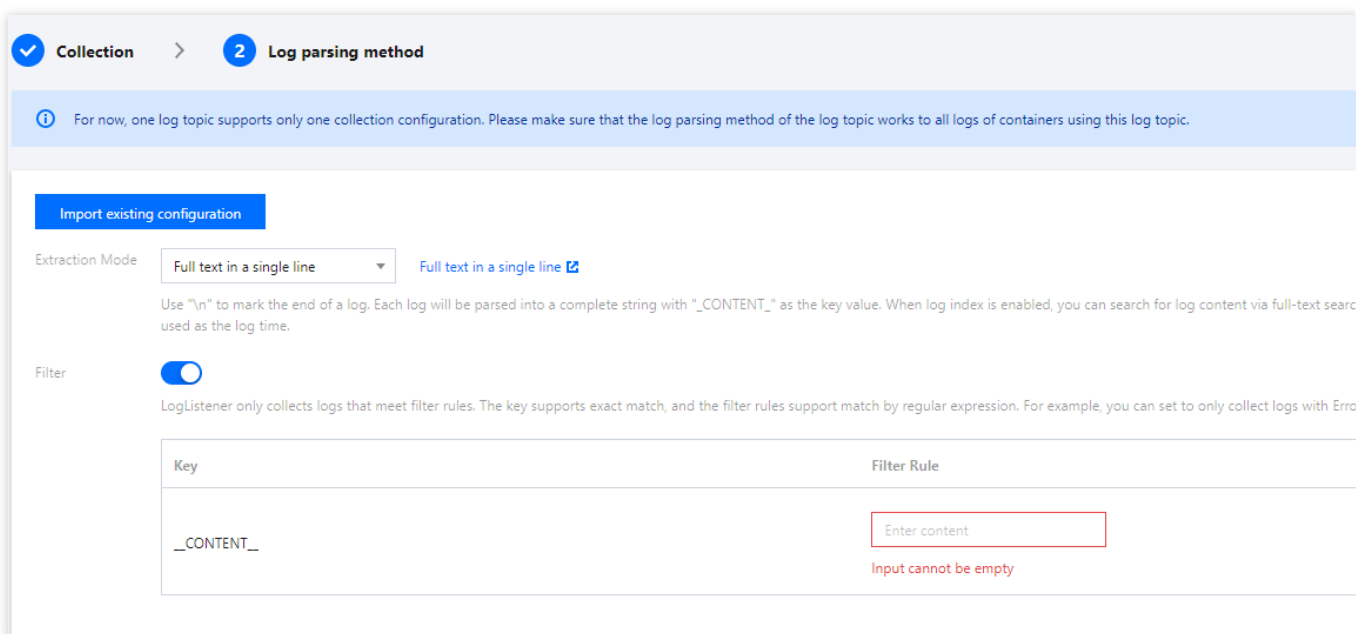 Collection
2 Log parsing method
For now, one log topic supports only one collection configuration. Please make sure that the log parsing method of the log topic works to all logs of containers using this log topic.
Import existing configuration
Extraction Mode
Full text in a single line
Full text in a single line
Use "\n" to mark the end of a log. Each log will be parsed into a complete string with "_CONTENT_" as the key value. When log index is enabled, you can search for log content via full-text
used as the log time.
Filter
LogListener only collects logs that meet filter rules. The key supports exact match, and the filter rules support match by regular expression. For example, you can set to only collect logs with
Key
Filter Rule
__CONTENT__
Enter content
Input cannot be empty